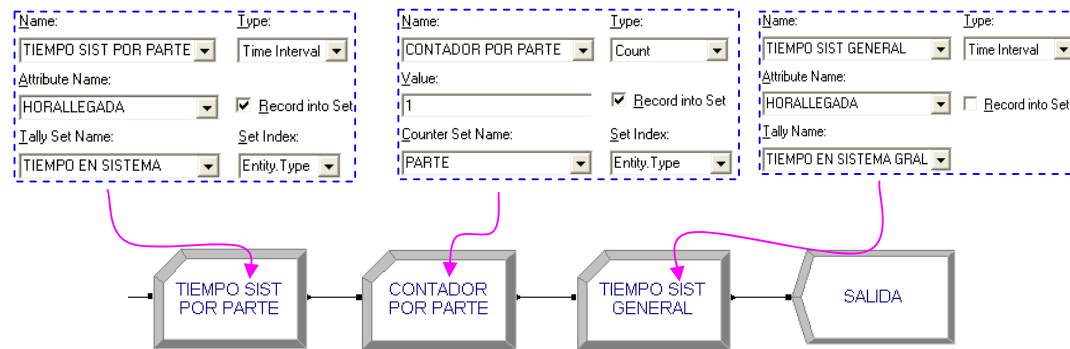 Name: Type:
TIEMPO SIST POR PARTE Time Interval
Attribute Name:
HORALLEGADA Record into Set
Tally Set Name: Set Index:
TIEMPO EN SISTEMA Entity.Type
Name: Type:
CONTADOR POR PARTE Count
Value:
1 Record into Set
Counter Set Name: Set Index:
PARTE Entity.Type
Name: Type:
TIEMPO SIST GENERAL Time Interval
Attribute Name:
HORALLEGADA Record into Set
Tally Name:
TIEMPO EN SISTEMA GRAL
TIEMPO SIST
POR PARTE
CONTADOR
POR PARTE
TIEMPO SIST
GENERAL
SALIDA